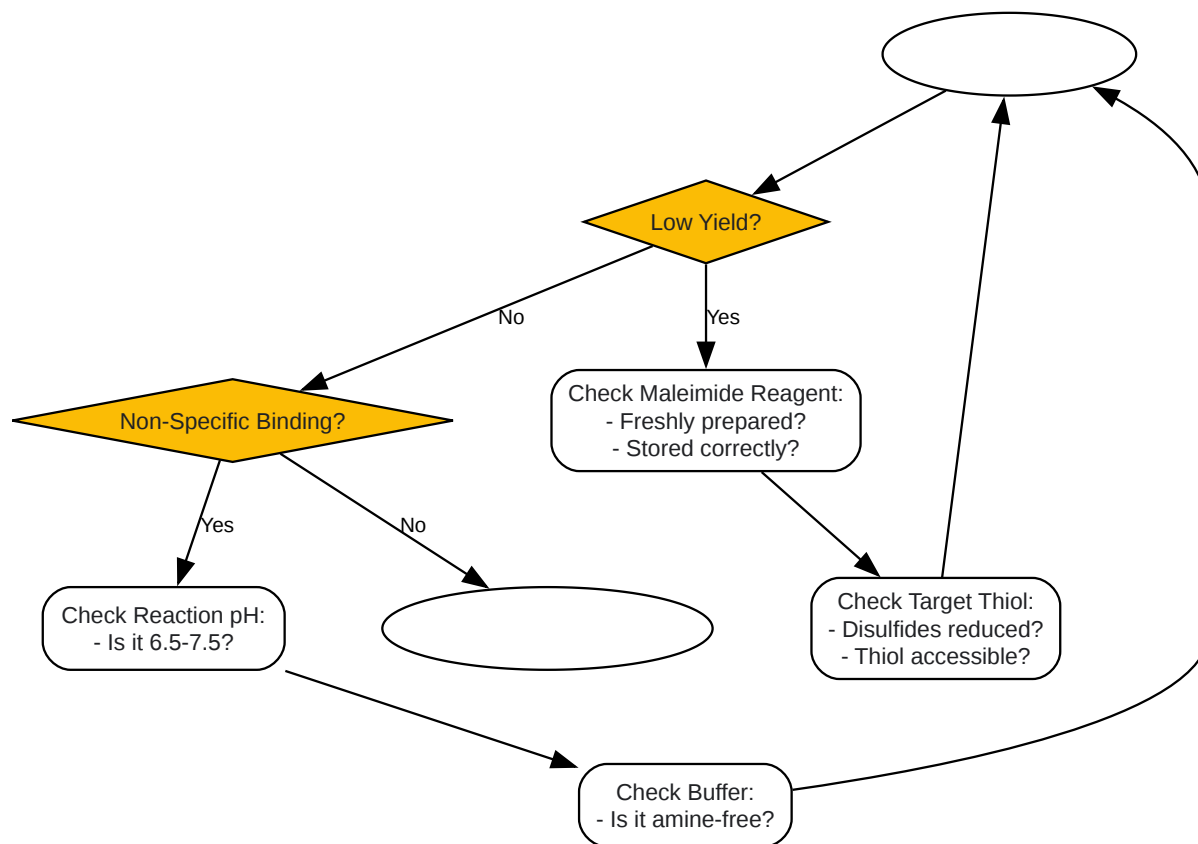 Low Yield?
No
Yes
Check Maleimide Reagent:
- Freshly prepared?
- Stored correctly?
Non-Specific Binding?
Yes
No
Check Reaction pH:
- Is it 6.5-7.5?
Check Target Thiol:
- Disulfides reduced?
- Thiol accessible?
Check Buffer:
- Is it amine-free?